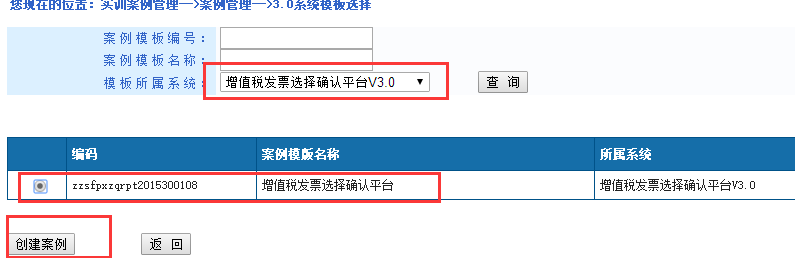 您现在的位置：实训案例管理-->案例管理-->3.0系统模板选择
案例模板编号：
案例模板名称：
模板所属系统： 增值税发票选择确认平台V3.0 查 询
编码 案例模版名称 所属系统
zzsfpxzqrpt2015300108 增值税发票选择确认平台 增值税发票选择确认平台V3.0
创建案例 返 回